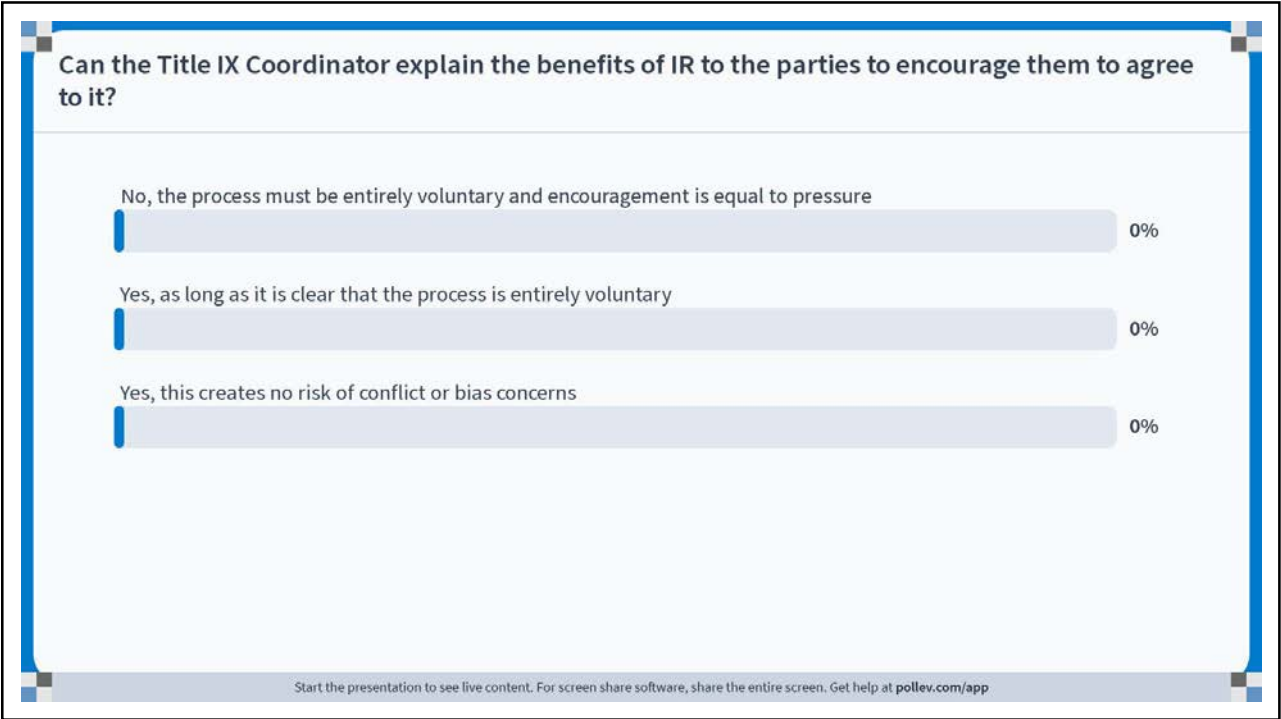 Can the Title IX Coordinator explain the benefits of IR to the parties to encourage them to agree
to it?
No, the process must be entirely voluntary and encouragement is equal to pressure
0%
Yes, as long as it is clear that the process is entirely voluntary
0%
Yes, this creates no risk of conflict or bias concerns
0%
Start the presentation to see live content. For screen share software, share the entire screen. Get help at pollev.com/app